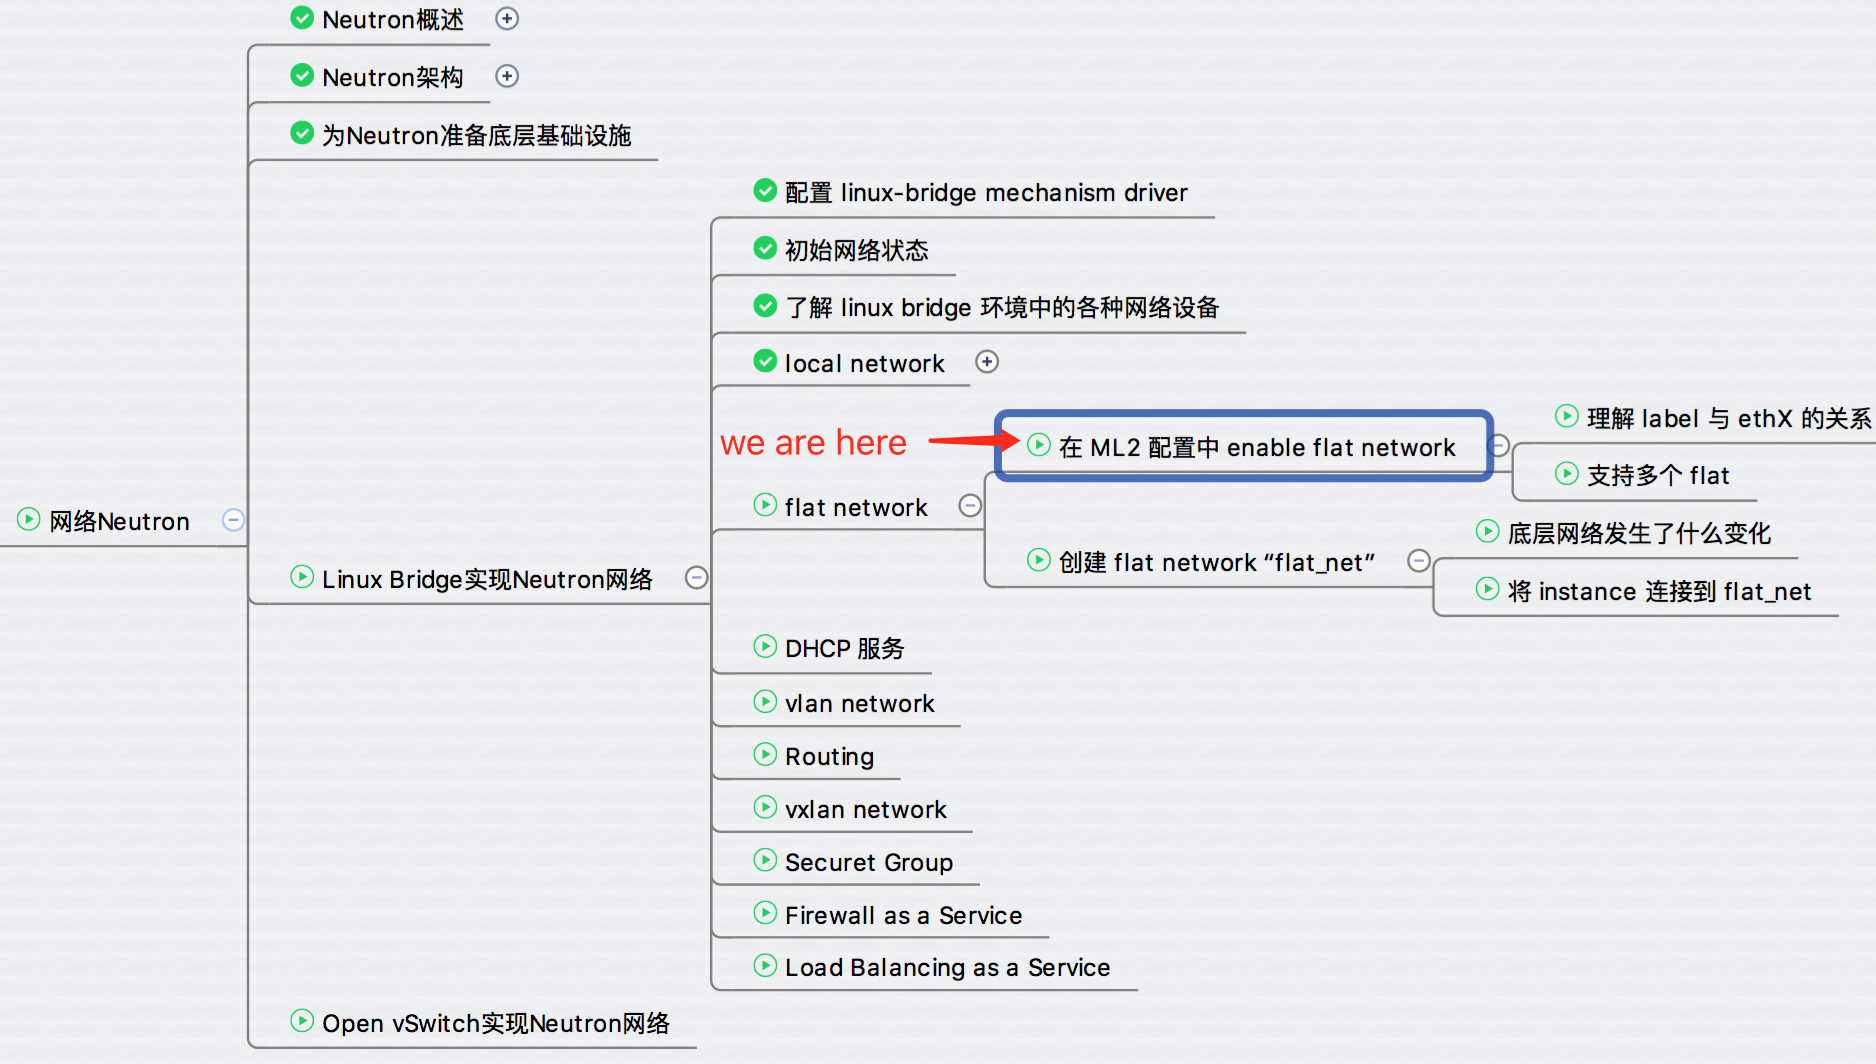 Neutron概述
Neutron架构
为Neutron准备底层基础设施
配置 linux-bridge mechanism driver
初始网络状态
了解 linux bridge 环境中的各种网络设备
local network
理解 label 与 ethX 的关系
we are here
在 ML2 配置中 enable flat network
支持多个 flat
flat network
网络Neutron
底层网络发生了什么变化
创建 flat network “flat_net”
Linux Bridge实现Neutron网络
将 instance 连接到 flat_net
DHCP 服务
vlan network
Routing
vxlan network
Securet Group
Firewall as a Service
Load Balancing as a Service
Open vSwitch实现Neutron网络